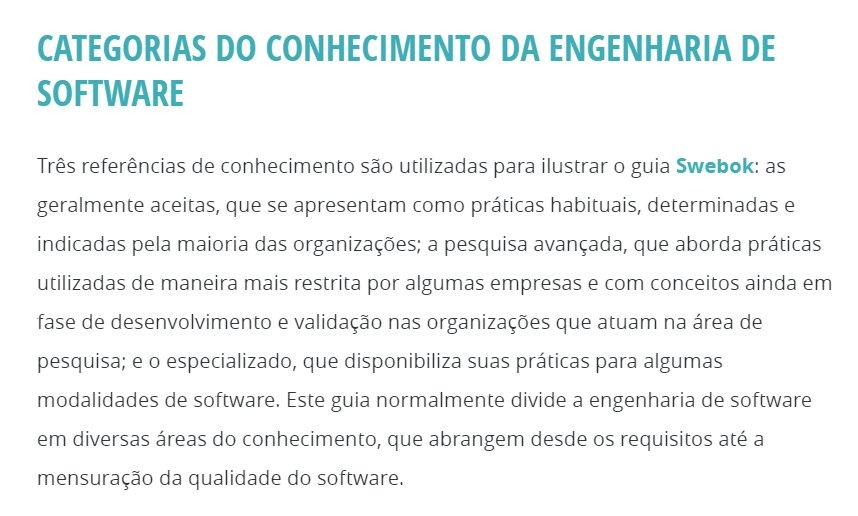 CATEGORIAS DO CONHECIMENTO DA ENGENHARIA DE
SOFTWARE
Três referências de conhecimento são utilizadas para ilustrar o guia Swebok: as
geralmente aceitas, que se apresentam como práticas habituais, determinadas e
indicadas pela maioria das organizações; a pesquisa avançada, que aborda práticas
utilizadas de maneira mais restrita por algumas empresas e com conceitos ainda em
fase de desenvolvimento e validação nas organizações que atuam na área de
pesquisa; e o especializado, que disponibiliza suas práticas para algumas
modalidades de software. Este guia normalmente divide a engenharia de software
em diversas áreas do conhecimento, que abrangem desde os requisitos até a
mensuração da qualidade do software.